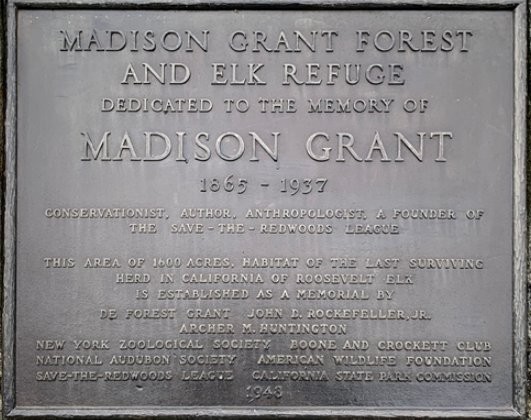 MADISON GRANT FOREST
AND ELK REFUGE
DEDICATED TO THE MEMORY OF
MADISON GRANT
1865 - 1937
CONSERVATIONIST, AUTHOR, ANTHROPOLOGIST, A FOUNDER OF
THE SAVE-THE-REDWOODS LEAGUE
THIS AREA OF 1600 ACRES, HABITAT OF THE LAST SURVIVING
HERD IN CALIFORNIA OF ROOSEVELT ELK
IS ESTABLISHED AS A MEMORIAL BY
DE FOREST GRANT JOHN D. ROCKEFELLER, JR.
ARCHER M. HUNTINGTON
NEW YORK ZOOLOGICAL SOCIETY BOONE AND CROCKETT CLUB
NATIONAL AUDUBON SOCIETY AMERICAN WILDLIFE FOUNDATION
SAVE-THE-REDWOODS LEAGUE CALIFORNIA STATE PARK COMMISSION
1948